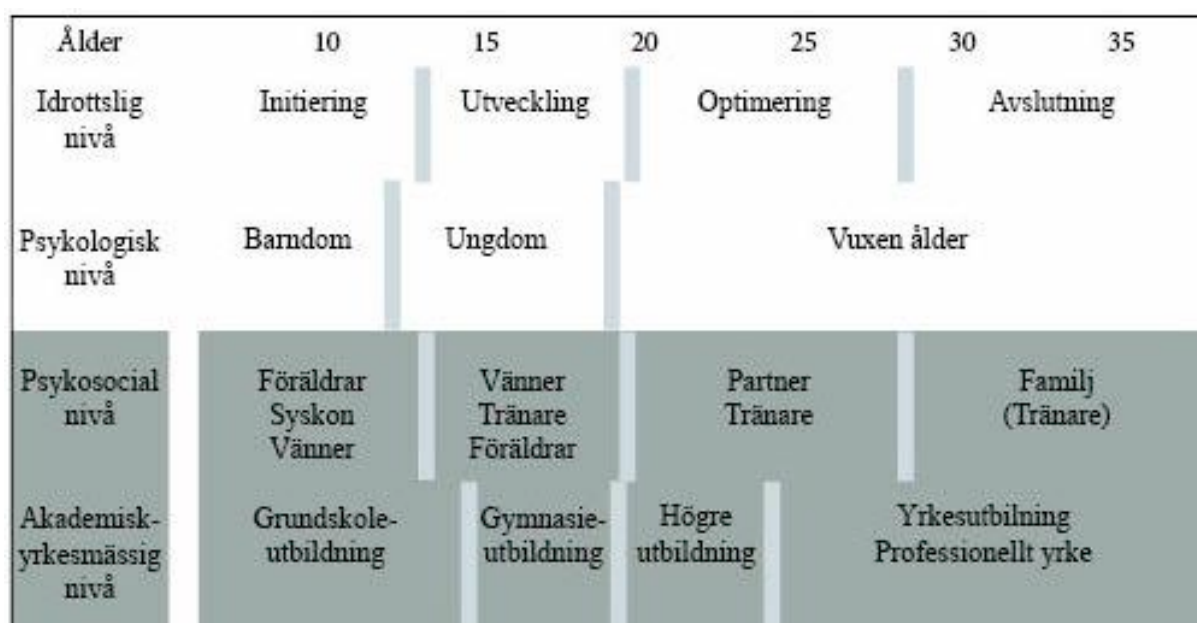 Ålder 10 15 20 25 30 35
Idrottslig
nivå
Initiering Utveckling Optimering Avslutning
Psykologisk
nivå
Barndom Ungdom Vuxen ålder
Psykosocial
nivå
Föräldrar
Syskon
Vänner
Vänner
Tränare
Föräldrar
Partner
Tränare
Familj
(Tränare)
Akademisk-
yrkesmässig
nivå
Grundskole-
utbildning
Gymnasie-
utbildning
Högre
utbildning
Yrkesutbilning
Professionellt yrke